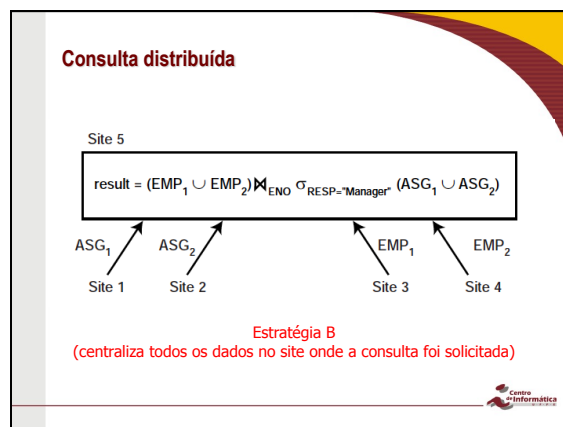 Consulta distribuída
Site 5
result = (EMP₁ ∪ EMP₂)⋈ENO σRESP="Manager" (ASG₁ ∪ ASG₂)
ASG₁ ASG₂ EMP₁ EMP₂
Site 1 Site 2 Site 3 Site 4
Estratégia B
(centraliza todos os dados no site onde a consulta foi solicitada)
Centro
de Informática